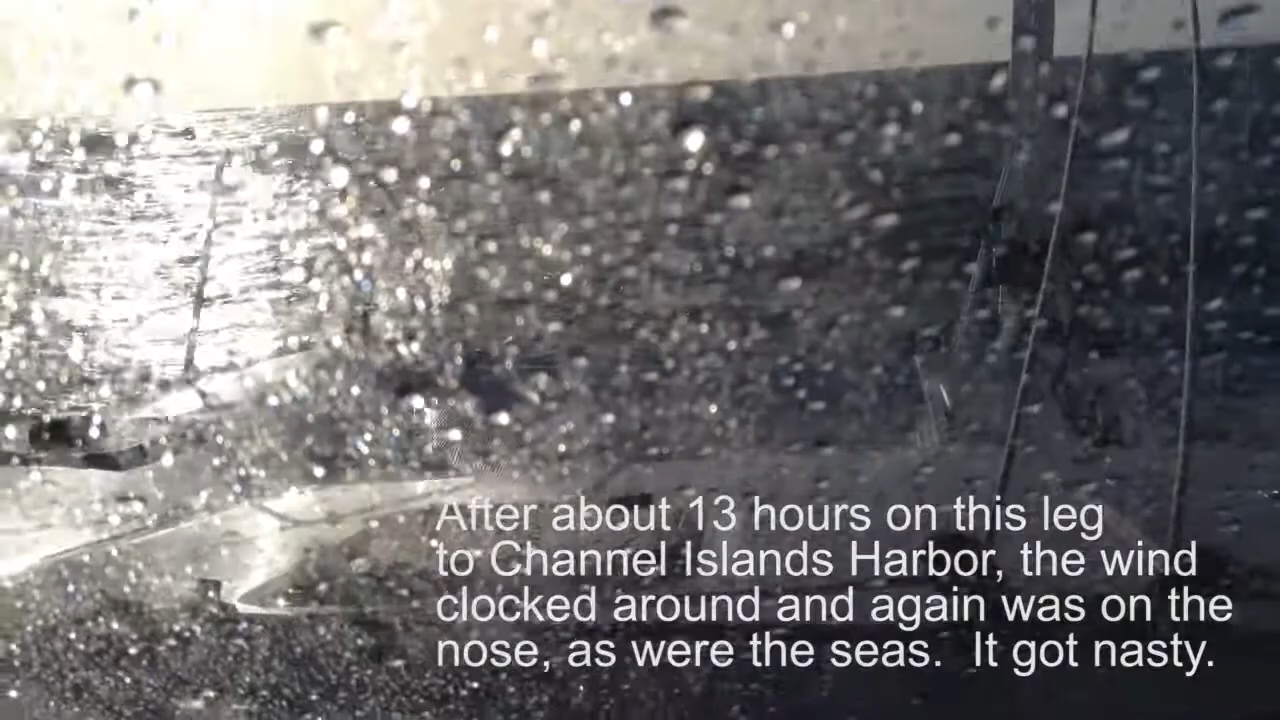 After about 13 hours on this leg
to Channel Islands Harbor, the wind
clocked around and again was on the
nose, as were the seas.  It got nasty.